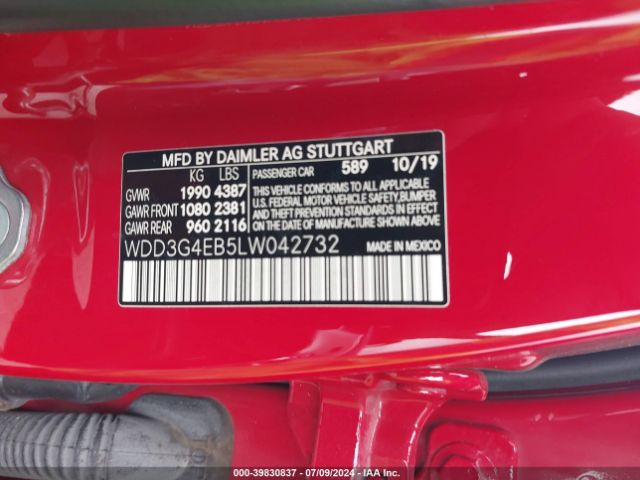 MFD BY DAIMLER AG STUTTGART
KG LBS PASSENGER CAR 589 10/19
GVWR 1990 4387
GAWR FRONT 1080 2381
GAWR REAR 960 2116
THIS VEHICLE CONFORMS TO ALL APPLICABLE
U.S. FEDERAL MOTOR VEHICLE SAFETY, BUMPER
AND THEFT PREVENTION STANDARDS IN
EFFECT ON THE DATE OF
MANUFACTURE SHOWN ABOVE.
WDD3G4EB5LW042732 MADE IN MEXICO
000-39830837 - 07/09/2024 - IAA Inc.